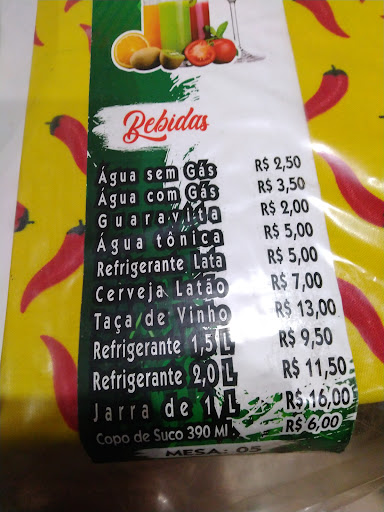 Bebidas
Água sem Gás R$ 2,50
Água com Gás R$ 3,50
Guaravita R$ 2,00
Água tônica R$ 5,00
Refrigerante Lata R$ 5,00
Cerveja Latão R$ 7,00
Taça de Vinho R$ 13,00
Refrigerante 1,5 L R$ 9,50
Refrigerante 2,0 L R$ 11,50
Jarra de 1 L R$ 16,00
Copo de Suco 390 Ml. R$ 6,00
MESA: 05